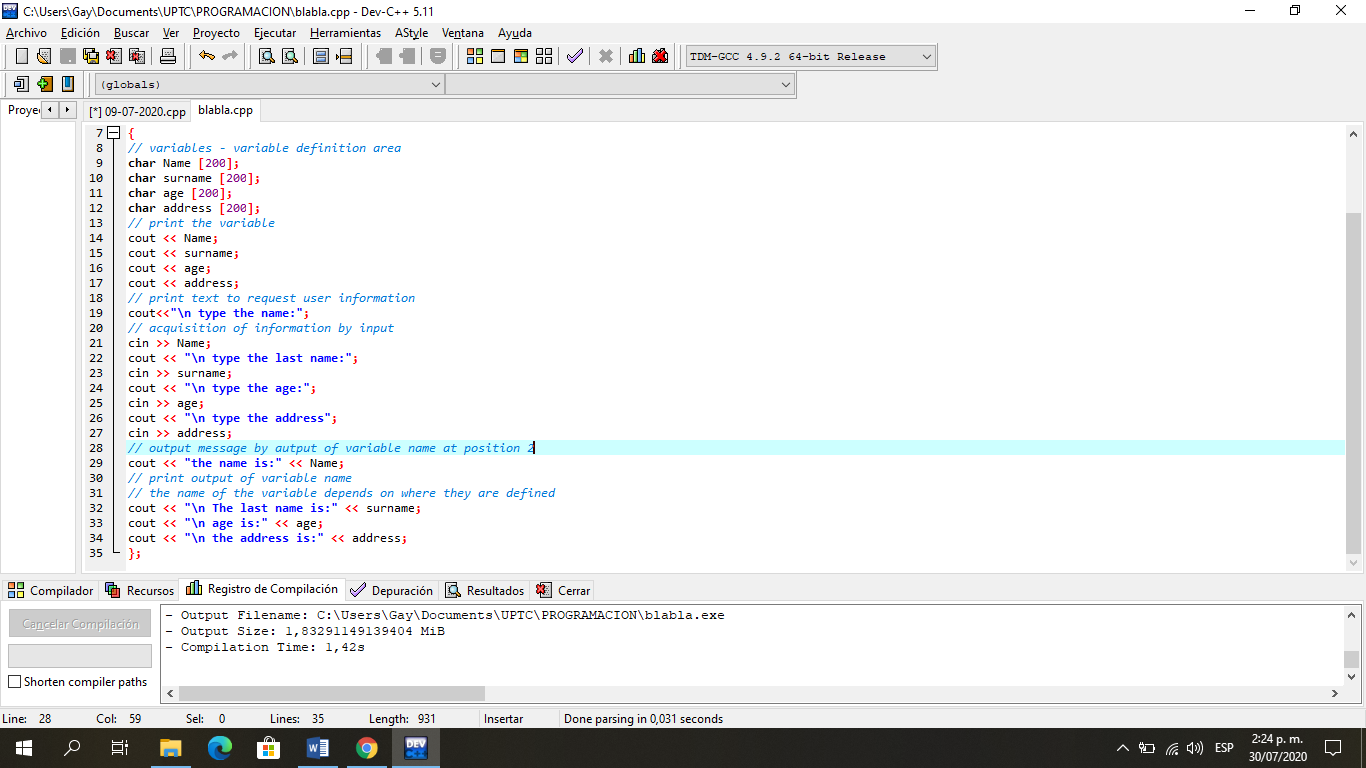 C:\Users\Gay\Documents\UPTC\PROGRAMACION\blabla.cpp - Dev-C++ 5.11
Archivo Edición Buscar Ver Proyecto Ejecutar Herramientas AStyle Ventana Ayuda
TDM-GCC 4.9.2 64-bit Release
(globals)
Proye [*] 09-07-2020.cpp blabla.cpp
7 {
8 // variables - variable definition area
9 char Name [200];
10 char surname [200];
11 char age [200];
12 char address [200];
13 // print the variable
14 cout << Name;
15 cout << surname;
16 cout << age;
17 cout << address;
18 // print text to request user information
19 cout<<"\n type the name:";
20 // acquisition of information by input
21 cin >> Name;
22 cout << "\n type the last name:";
23 cin >> surname;
24 cout << "\n type the age:";
25 cin >> age;
26 cout << "\n type the address";
27 cin >> address;
28 // output message by autput of variable name at position 2
29 cout << "the name is:" << Name;
30 // print output of variable name
31 // the name of the variable depends on where they are defined
32 cout << "\n The last name is:" << surname;
33 cout << "\n age is:" << age;
34 cout << "\n the address is:" << address;
35 };
Compilador Recursos Registro de Compilación Depuración Resultados Cerrar
Cancelar Compilación
Shorten compiler paths
- Output Filename: C:\Users\Gay\Documents\UPTC\PROGRAMACION\blabla.exe
- Output Size: 1,83291149139404 MiB
- Compilation Time: 1,42s
Line: 28 Col: 59 Sel: 0 Lines: 35 Length: 931 Insertar Done parsing in 0,031 seconds
DEV
ESP
2:24 p. m.
30/07/2020